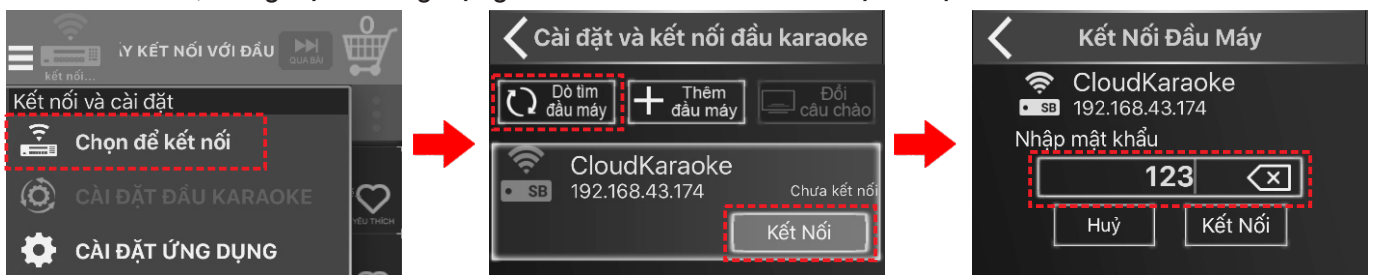 0
ẤY KẾT NỐI VỚI ĐẦU
QUA BÀI
kết nối...
Kết nối và cài đặt
Chọn để kết nối
CÀI ĐẶT ĐẦU KARAOKE
YÊU THÍCH
CÀI ĐẶT ỨNG DỤNG
Cài đặt và kết nối đầu karaoke
Dò tìm
đầu máy
Thêm
đầu máy
Đổi
câu chào
CloudKaraoke
SB 192.168.43.174
Chưa kết nối
Kết Nối
Kết Nối Đầu Máy
CloudKaraoke
SB 192.168.43.174
Nhập mật khẩu
123
Huỷ
Kết Nối